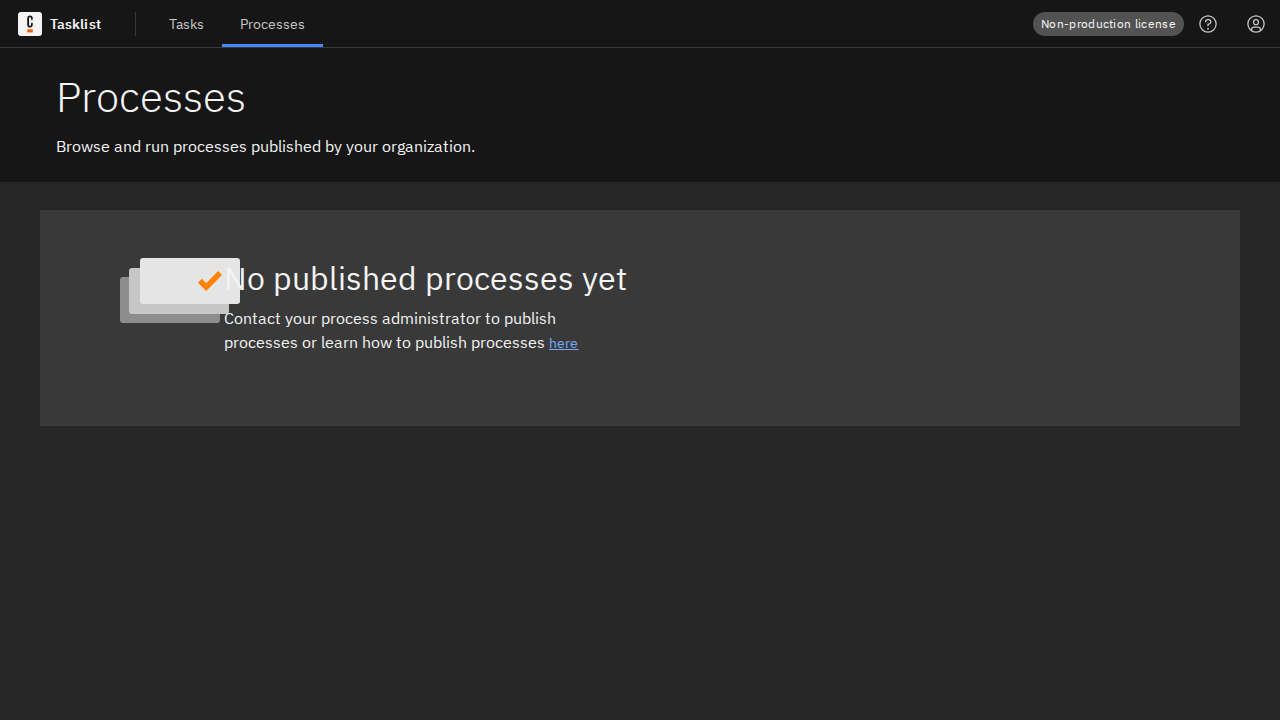 Tasklist
Tasks
Processes
Non-production license
Processes
Browse and run processes published by your organization.
No published processes yet
Contact your process administrator to publish
processes or learn how to publish processes here